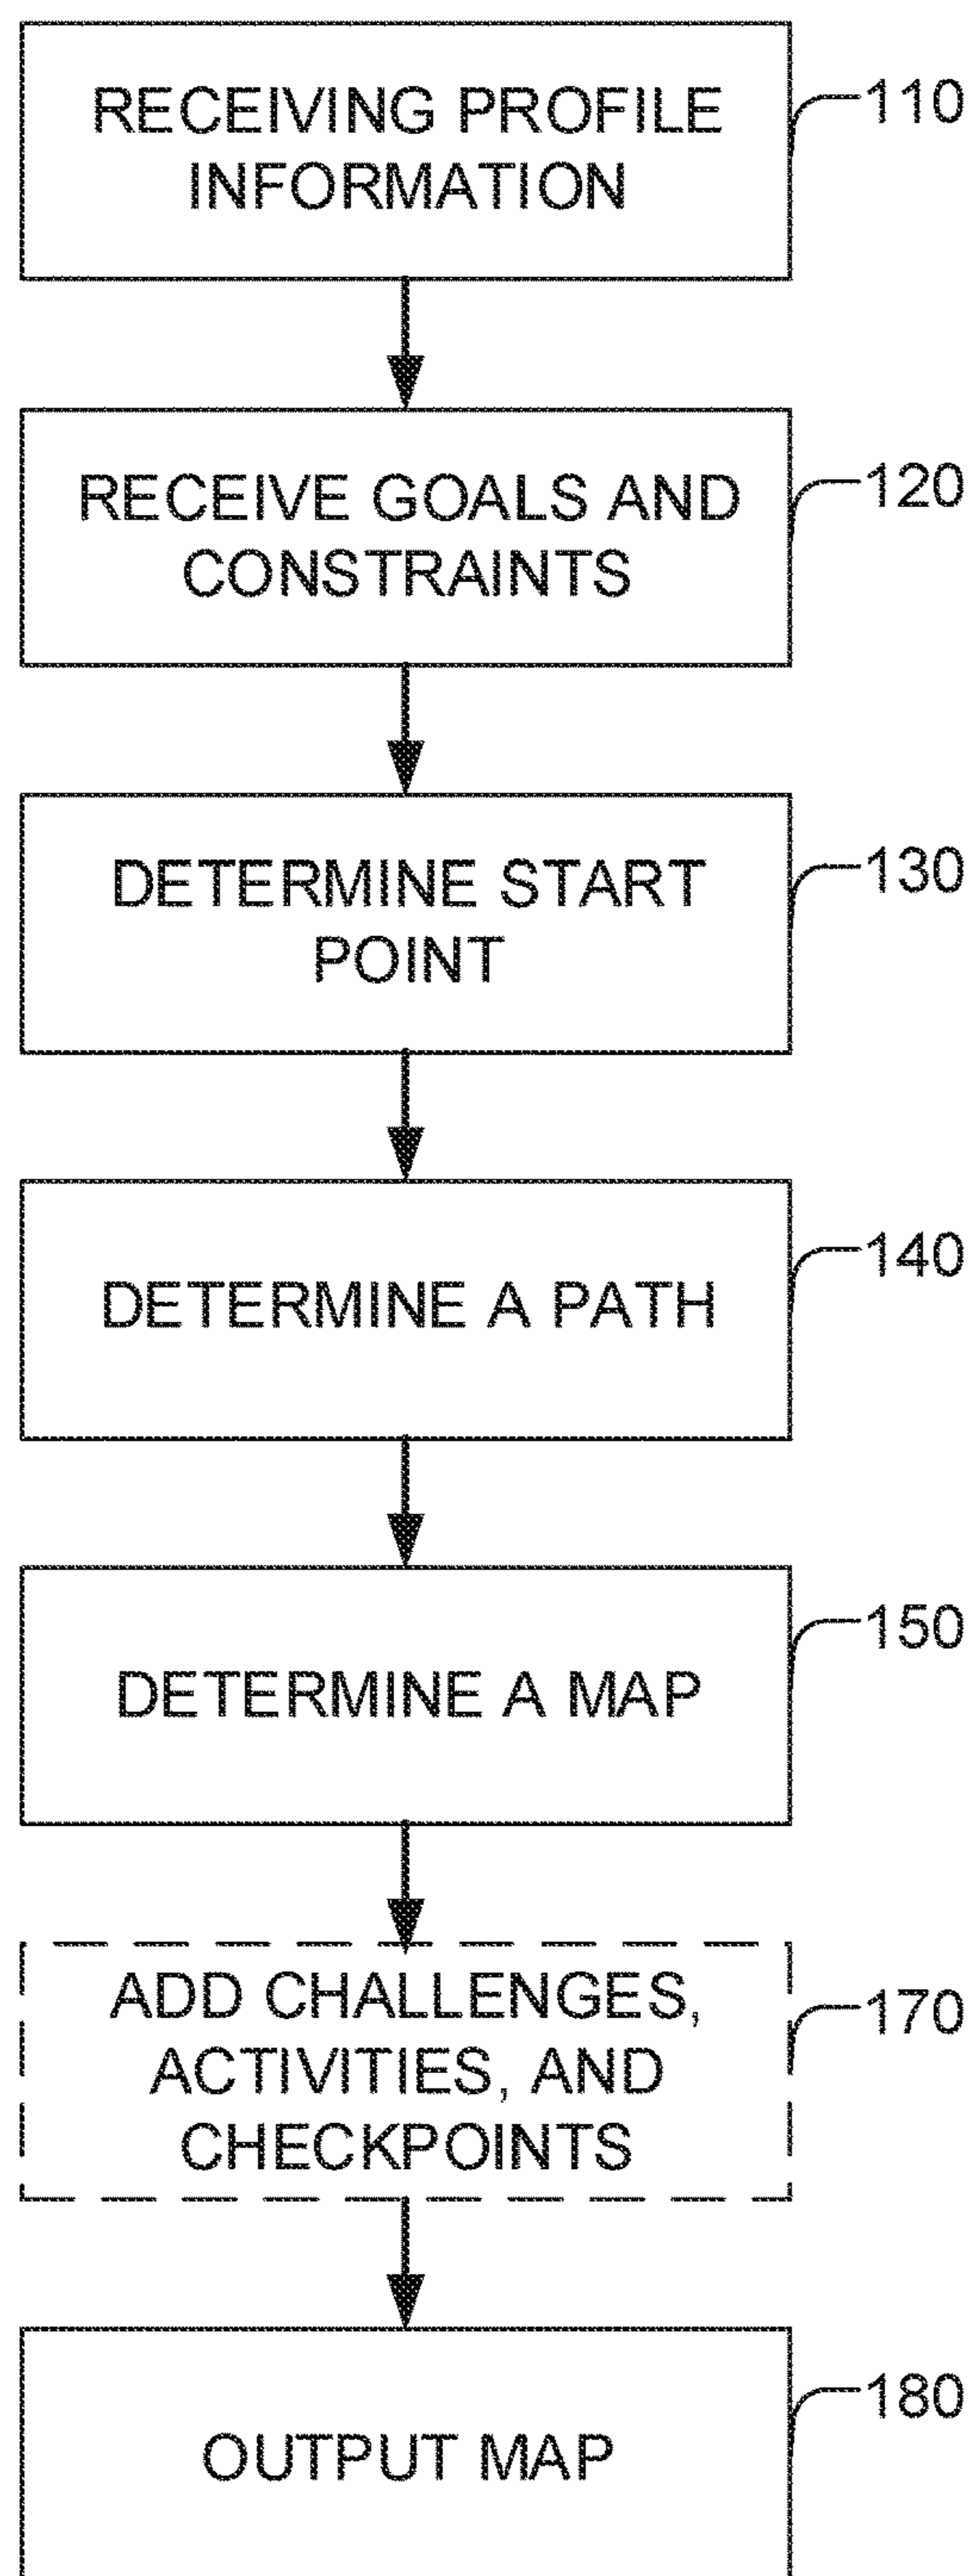 RECEIVING PROFILE
INFORMATION
110
RECEIVE GOALS AND
CONSTRAINTS
120
DETERMINE START
POINT
130
DETERMINE A PATH
140
DETERMINE A MAP
150
ADD CHALLENGES,
ACTIVITIES, AND
CHECKPOINTS
170
OUTPUT MAP
180